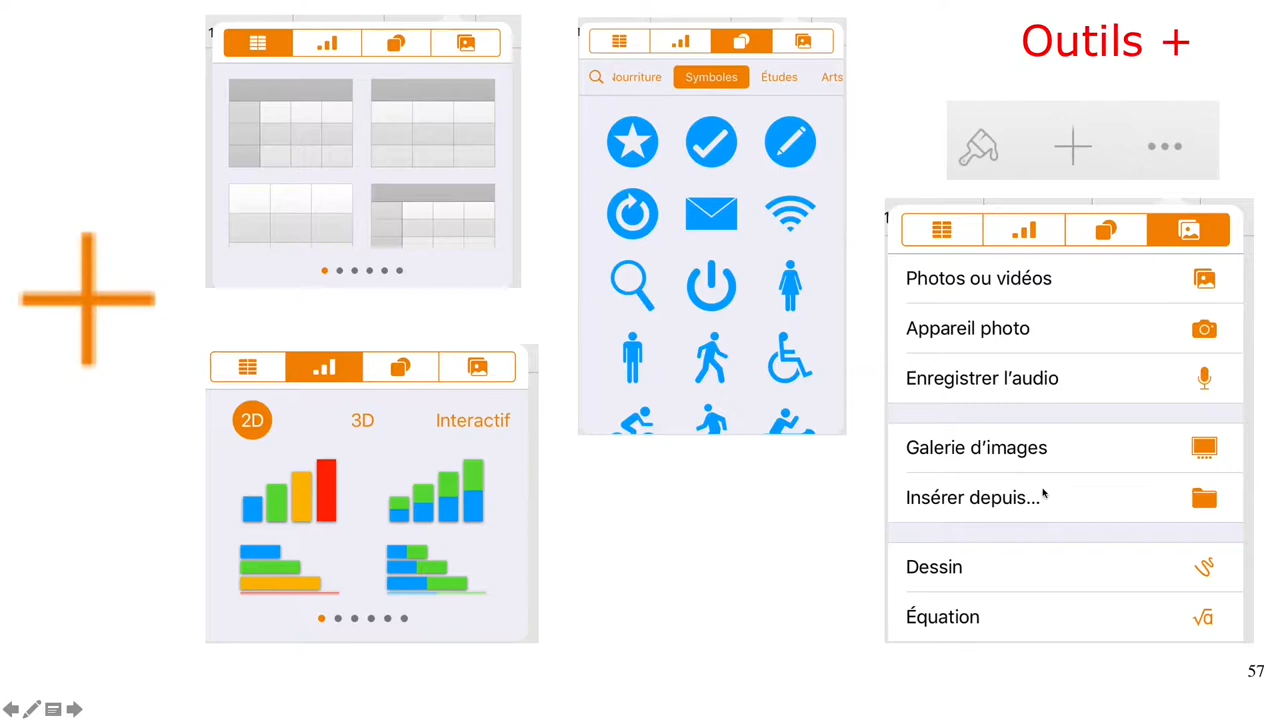 Outils +
Nourriture Symboles Études Arts
2D 3D Interactif
Photos ou vidéos
Appareil photo
Enregistrer l’audio
Galerie d’images
Insérer depuis...
Dessin
Équation
√a
57